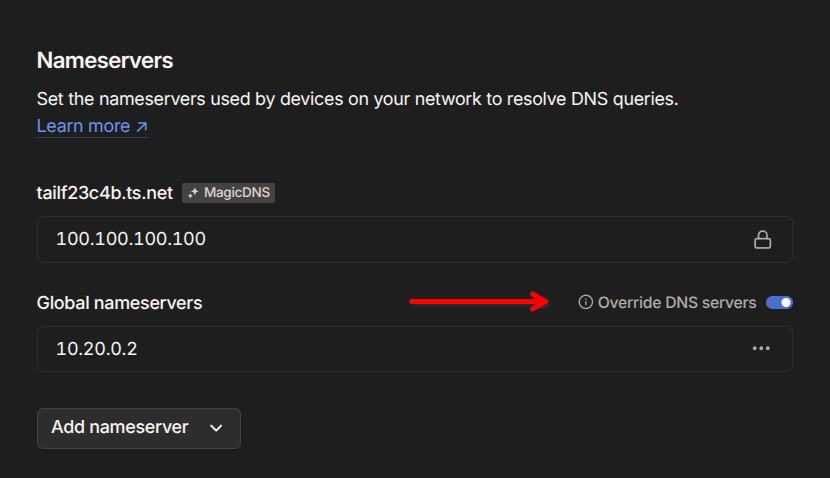 Nameservers
Set the nameservers used by devices on your network to resolve DNS queries.
Learn more ↗
tailf23c4b.ts.net MagicDNS
100.100.100.100
Global nameservers Override DNS servers
10.20.0.2
Add nameserver